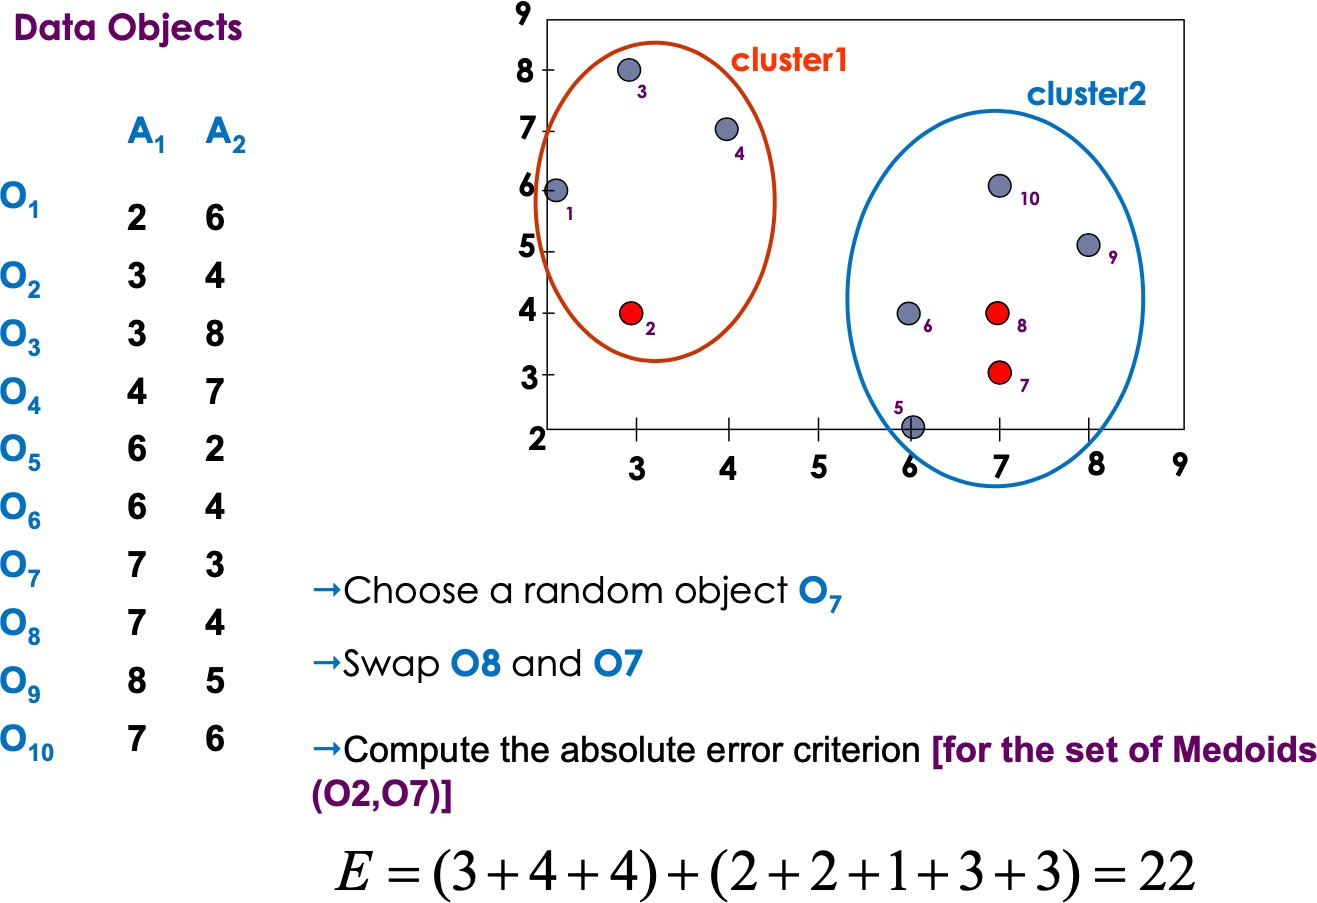 Data Objects
A1 A2
O1 2 6
O2 3 4
O3 3 8
O4 4 7
O5 6 2
O6 6 4
O7 7 3
O8 7 4
O9 8 5
O10 7 6
9
8
7
6
5
4
3
2
3 4 5 6 7 8 9
cluster1
cluster2
3
4
1
2
10
9
6
8
7
5
→Choose a random object O7
→Swap O8 and O7
→Compute the absolute error criterion [for the set of Medoids
(O2,O7)]
E = (3+4+4)+(2+2+1+3+3) = 22